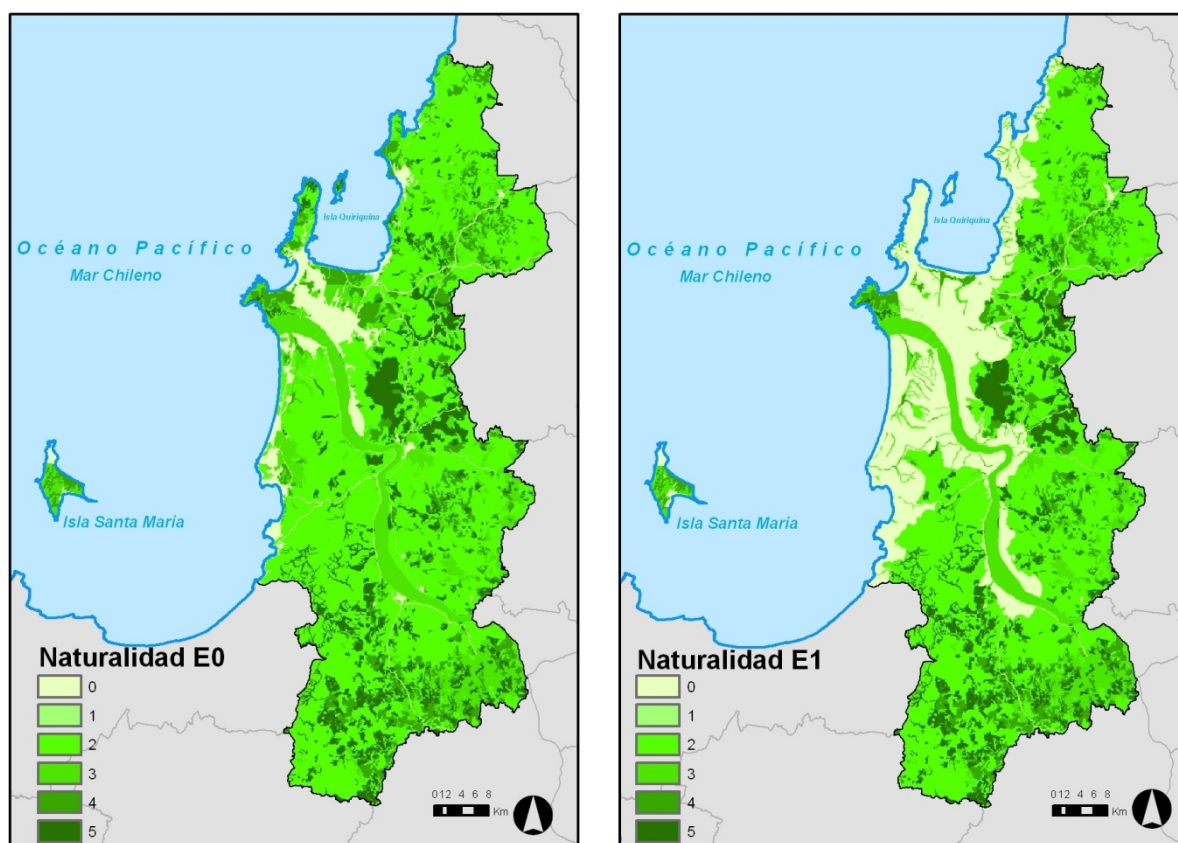 Isla Quiriquina
Océano Pacífico
Mar Chileno
Isla Santa María
Naturalidad E0
0
1
2
3
4
5
0 1 2 4 6 8
Km
Isla Quiriquina
Océano Pacífico
Mar Chileno
Isla Santa María
Naturalidad E1
0
1
2
3
4
5
0 1 2 4 6 8
Km